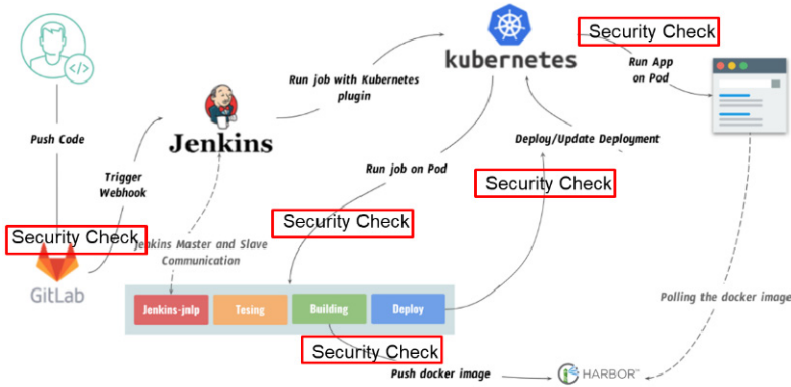 Security Check
kubernetes
Run job with Kubernetes
plugin
Run App
on Pod
Push Code
Jenkins
Deploy/Update Deployment
Trigger
Webhook
Run job on Pod
Security Check
Security Check
Security Check
Jenkins Master and Slave
Communication
GitLab
Polling the docker image
Jenkins-jnlp
Tesing
Building
Deploy
Security Check
Push docker image
HARBOR™